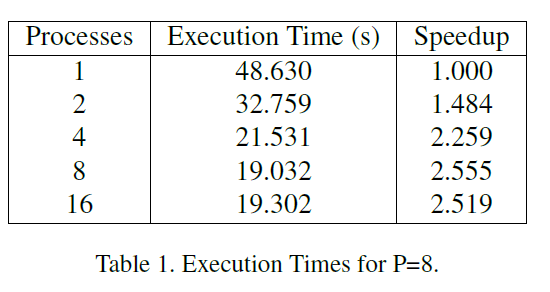 Processes Execution Time (s) Speedup
1 48.630 1.000
2 32.759 1.484
4 21.531 2.259
8 19.032 2.555
16 19.302 2.519
Table 1. Execution Times for P=8.